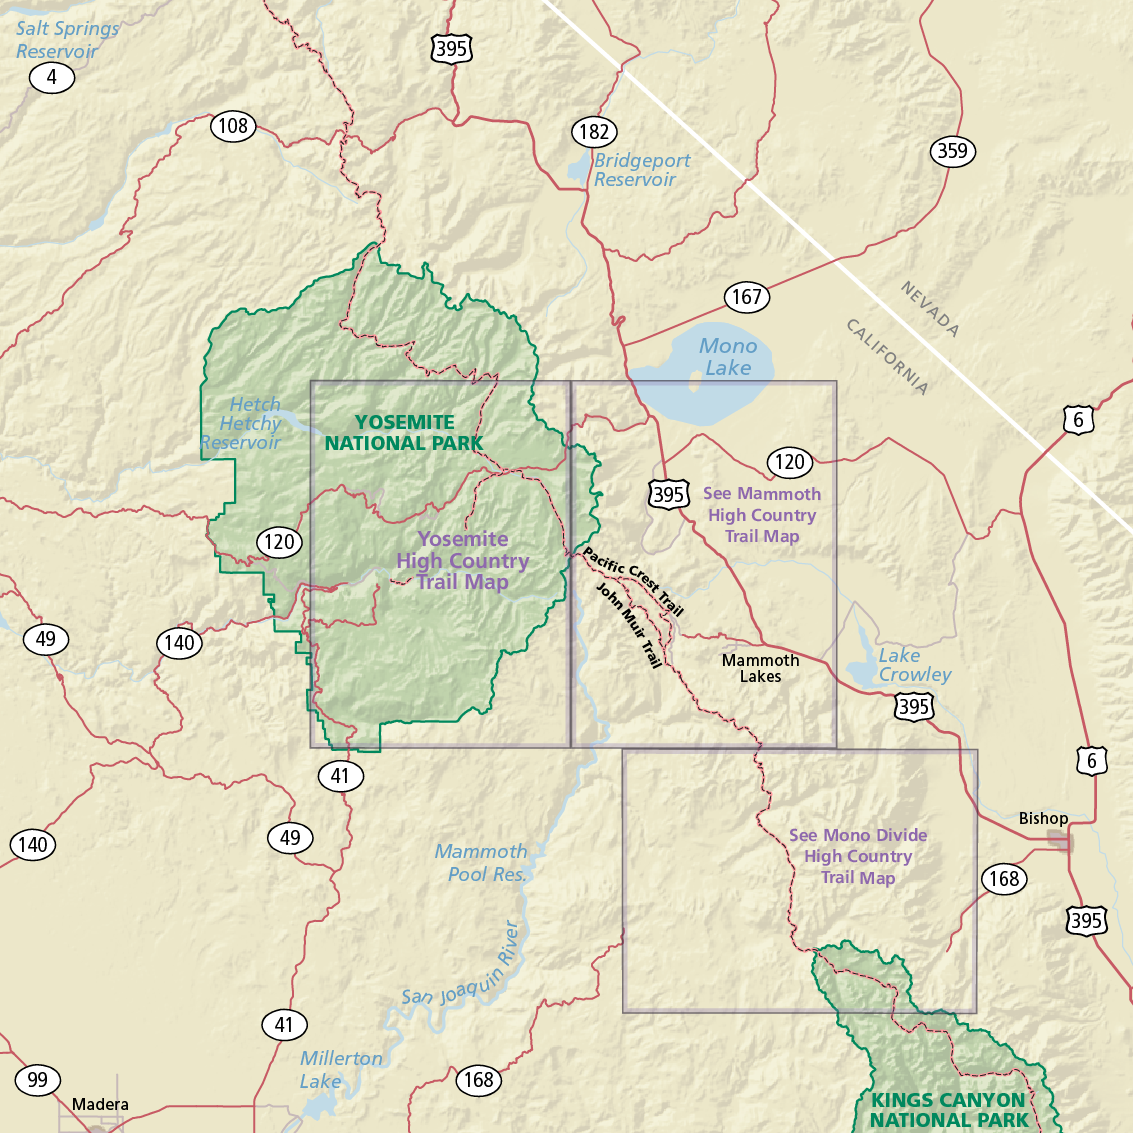 Salt Springs
Reservoir
4
395
108
182
Bridgeport
Reservoir
359
167
NEVADA
CALIFORNIA
Mono
Lake
Hetch
Hetchy
Reservoir
YOSEMITE
NATIONAL PARK
6
120
395
See Mammoth
High Country
Trail Map
120
Yosemite
High Country
Trail Map
Pacific Crest Trail
John Muir Trail
49
140
Mammoth
Lakes
Lake
Crowley
395
41
6
49
140
Mammoth
Pool Res.
See Mono Divide
High Country
Trail Map
Bishop
168
395
San Joaquin River
41
Millerton
Lake
168
99
Madera
KINGS CANYON
NATIONAL PARK